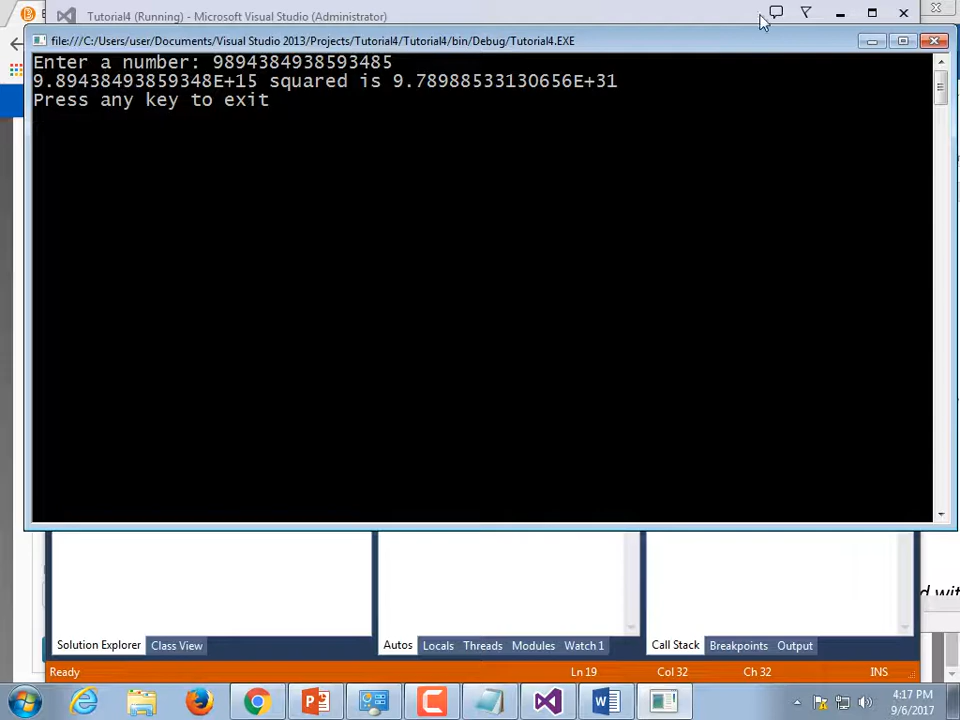 Tutorial4 (Running) - Microsoft Visual Studio (Administrator)
file:///C:/Users/user/Documents/Visual Studio 2013/Projects/Tutorial4/Tutorial4/bin/Debug/Tutorial4.EXE
Enter a number: 9894384938593485
9.89438493859348E+15 squared is 9.78988533130656E+31
Press any key to exit
Solution Explorer Class View Autos Locals Threads Modules Watch 1 Call Stack Breakpoints Output
Ready Ln 19 Col 32 Ch 32 INS
4:17 PM
9/6/2017